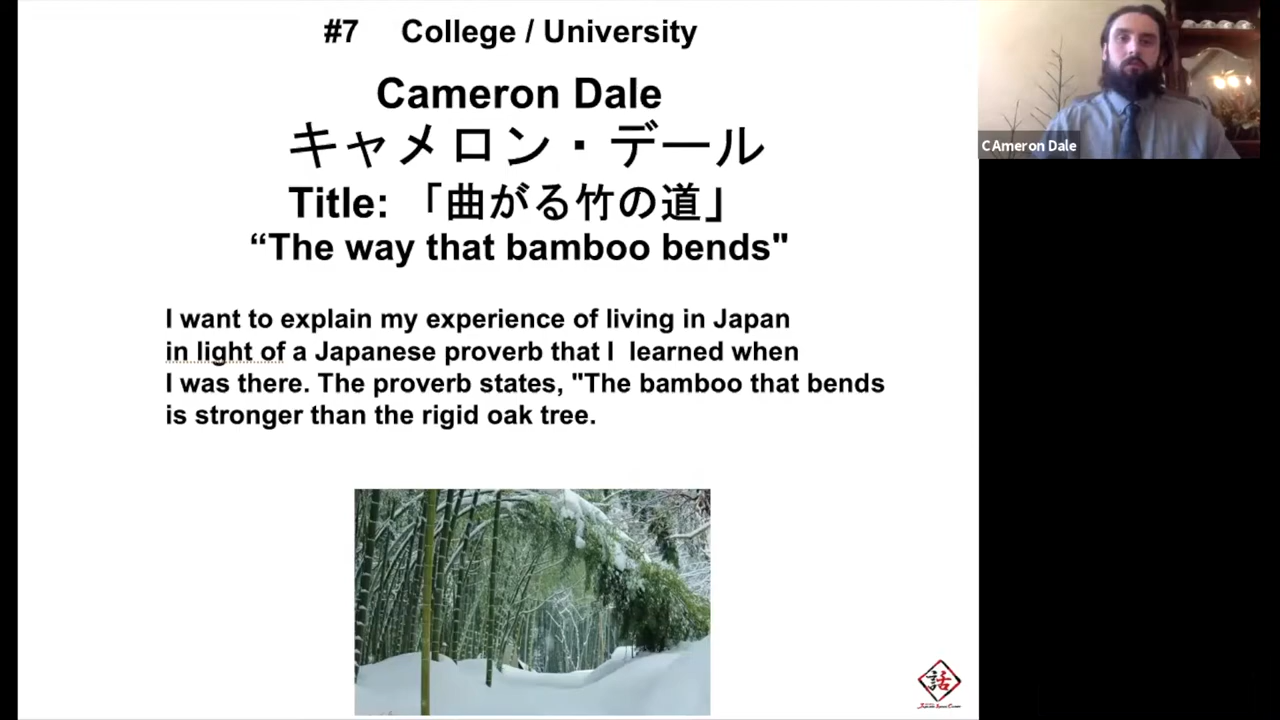 #7 College / University
Cameron Dale
キャメロン・デール
Title: 「曲がる竹の道」
“The way that bamboo bends"
I want to explain my experience of living in Japan
in light of a Japanese proverb that I learned when
I was there. The proverb states, "The bamboo that bends
is stronger than the rigid oak tree.
CAmeron Dale
話